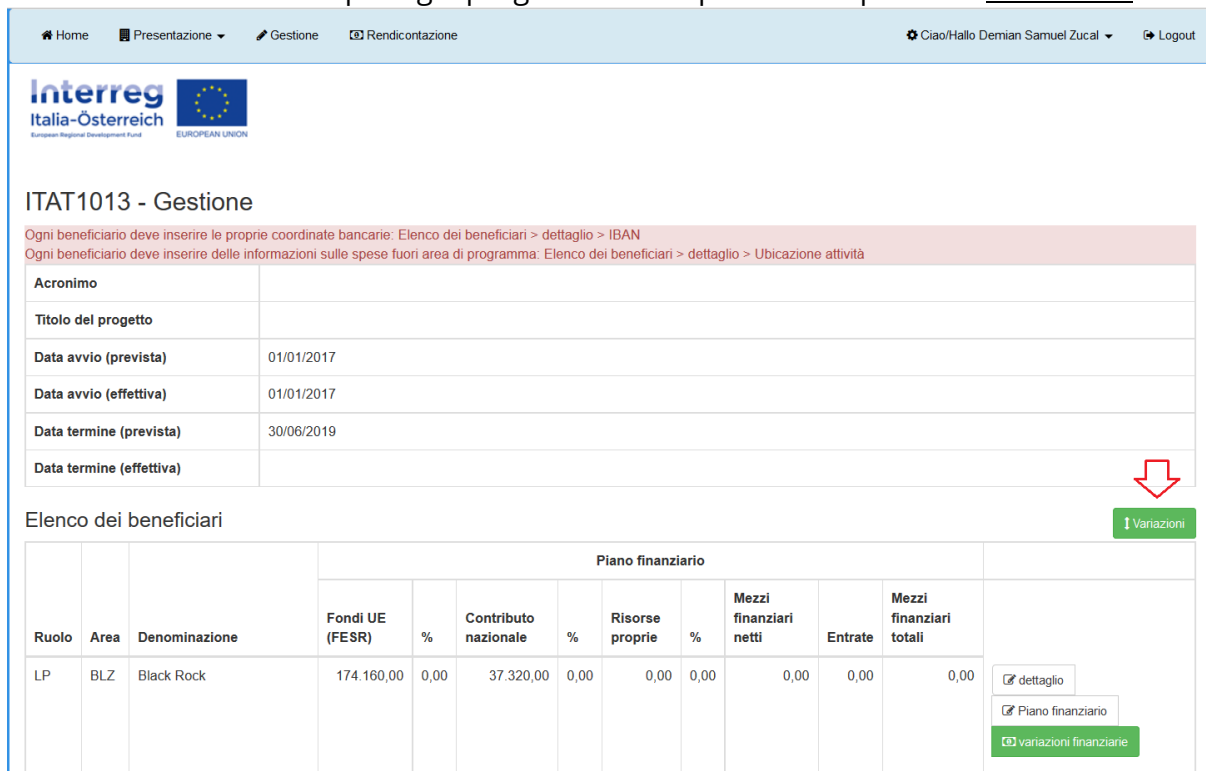 Home Presentazione Gestione Rendicontazione Ciao/Hallo Demian Samuel Zucal Logout
Interreg
Italia-Österreich
European Regional Development Fund
EUROPEAN UNION
ITAT1013 - Gestione
Ogni beneficiario deve inserire le proprie coordinate bancarie: Elenco dei beneficiari > dettaglio > IBAN
Ogni beneficiario deve inserire delle informazioni sulle spese fuori area di programma: Elenco dei beneficiari > dettaglio > Ubicazione attività
Acronimo
Titolo del progetto
Data avvio (prevista) 01/01/2017
Data avvio (effettiva) 01/01/2017
Data termine (prevista) 30/06/2019
Data termine (effettiva)
Elenco dei beneficiari
Variazioni
Piano finanziario
Ruolo Area Denominazione Fondi UE (FESR) % Contributo nazionale % Risorse proprie % Mezzi finanziari netti Entrate Mezzi finanziari totali
LP BLZ Black Rock 174.160,00 0,00 37.320,00 0,00 0,00 0,00 0,00 0,00 0,00 dettaglio
Piano finanziario
variazioni finanziarie